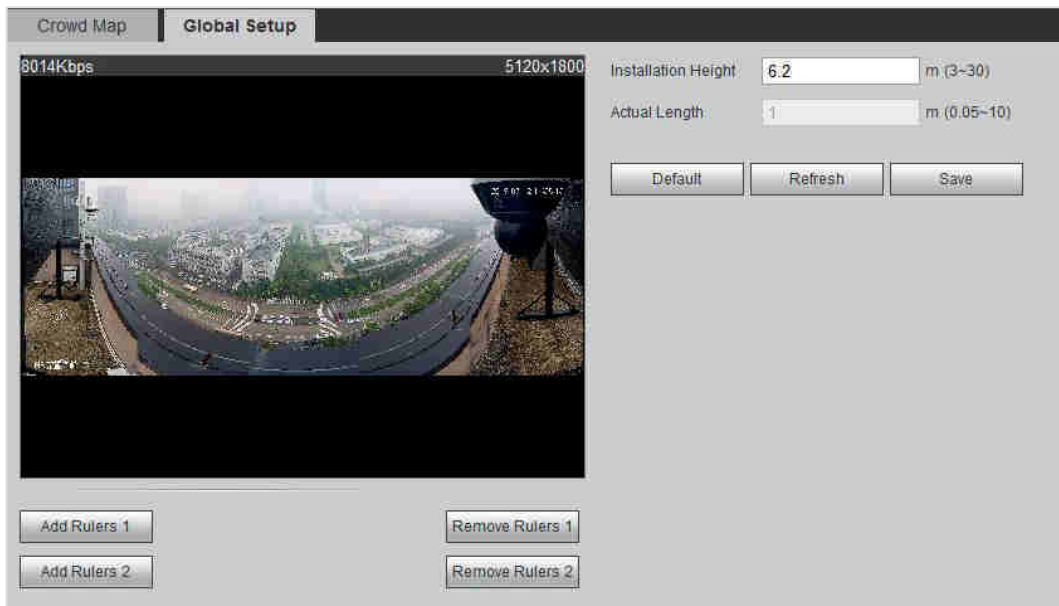 Crowd Map Global Setup
8014Kbps 5120x1800
Installation Height 6.2 m (3~30)
Actual Length 1 m (0.05~10)
Default Refresh Save
Add Rulers 1 Remove Rulers 1
Add Rulers 2 Remove Rulers 2